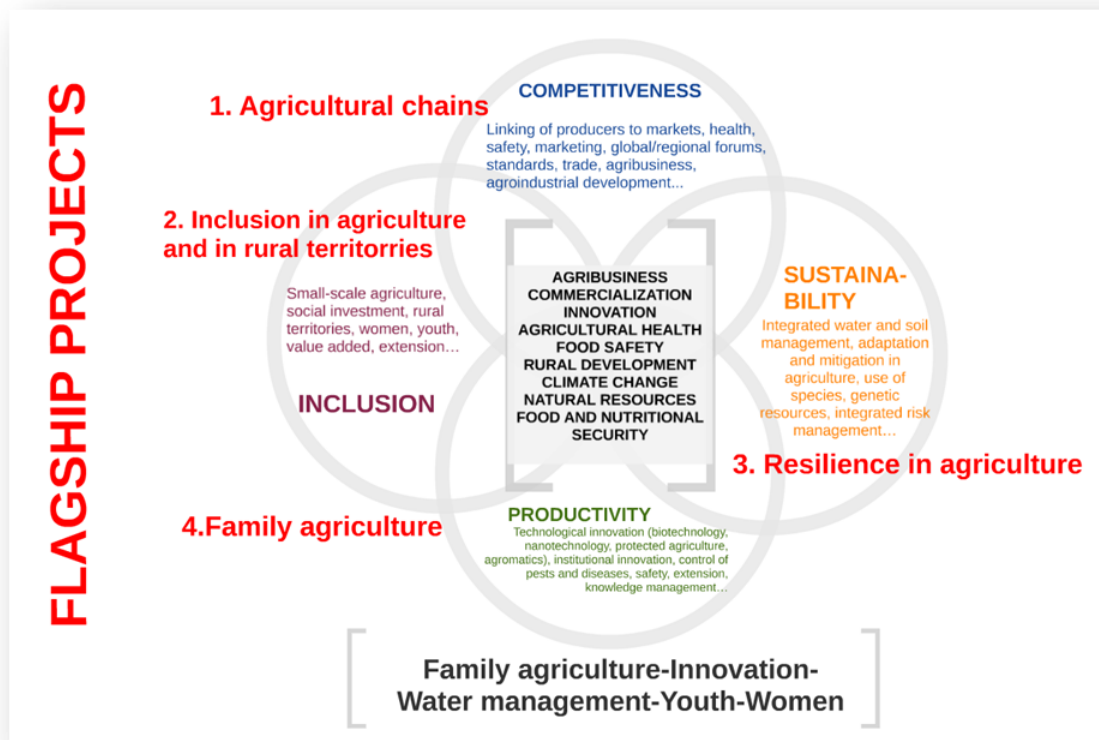 FLAGSHIP PROJECTS
1. Agricultural chains
COMPETITIVENESS
Linking of producers to markets, health,
safety, marketing, global/regional forums,
standards, trade, agribusiness,
agroindustrial development...
2. Inclusion in agriculture
and in rural territorries
Small-scale agriculture,
social investment, rural
territories, women, youth,
value added, extension…
INCLUSION
AGRIBUSINESS
COMMERCIALIZATION
INNOVATION
AGRICULTURAL HEALTH
FOOD SAFETY
RURAL DEVELOPMENT
CLIMATE CHANGE
NATURAL RESOURCES
FOOD AND NUTRITIONAL
SECURITY
SUSTAINA-
BILITY
Integrated water and soil
management, adaptation
and mitigation in
agriculture, use of
species, genetic
resources, integrated risk
management…
3. Resilience in agriculture
4.Family agriculture
PRODUCTIVITY
Technological innovation (biotechnology,
nanotechnology, protected agriculture,
agromatics), institutional innovation, control of
pests and diseases, safety, extension,
knowledge management…
Family agriculture-Innovation-
Water management-Youth-Women